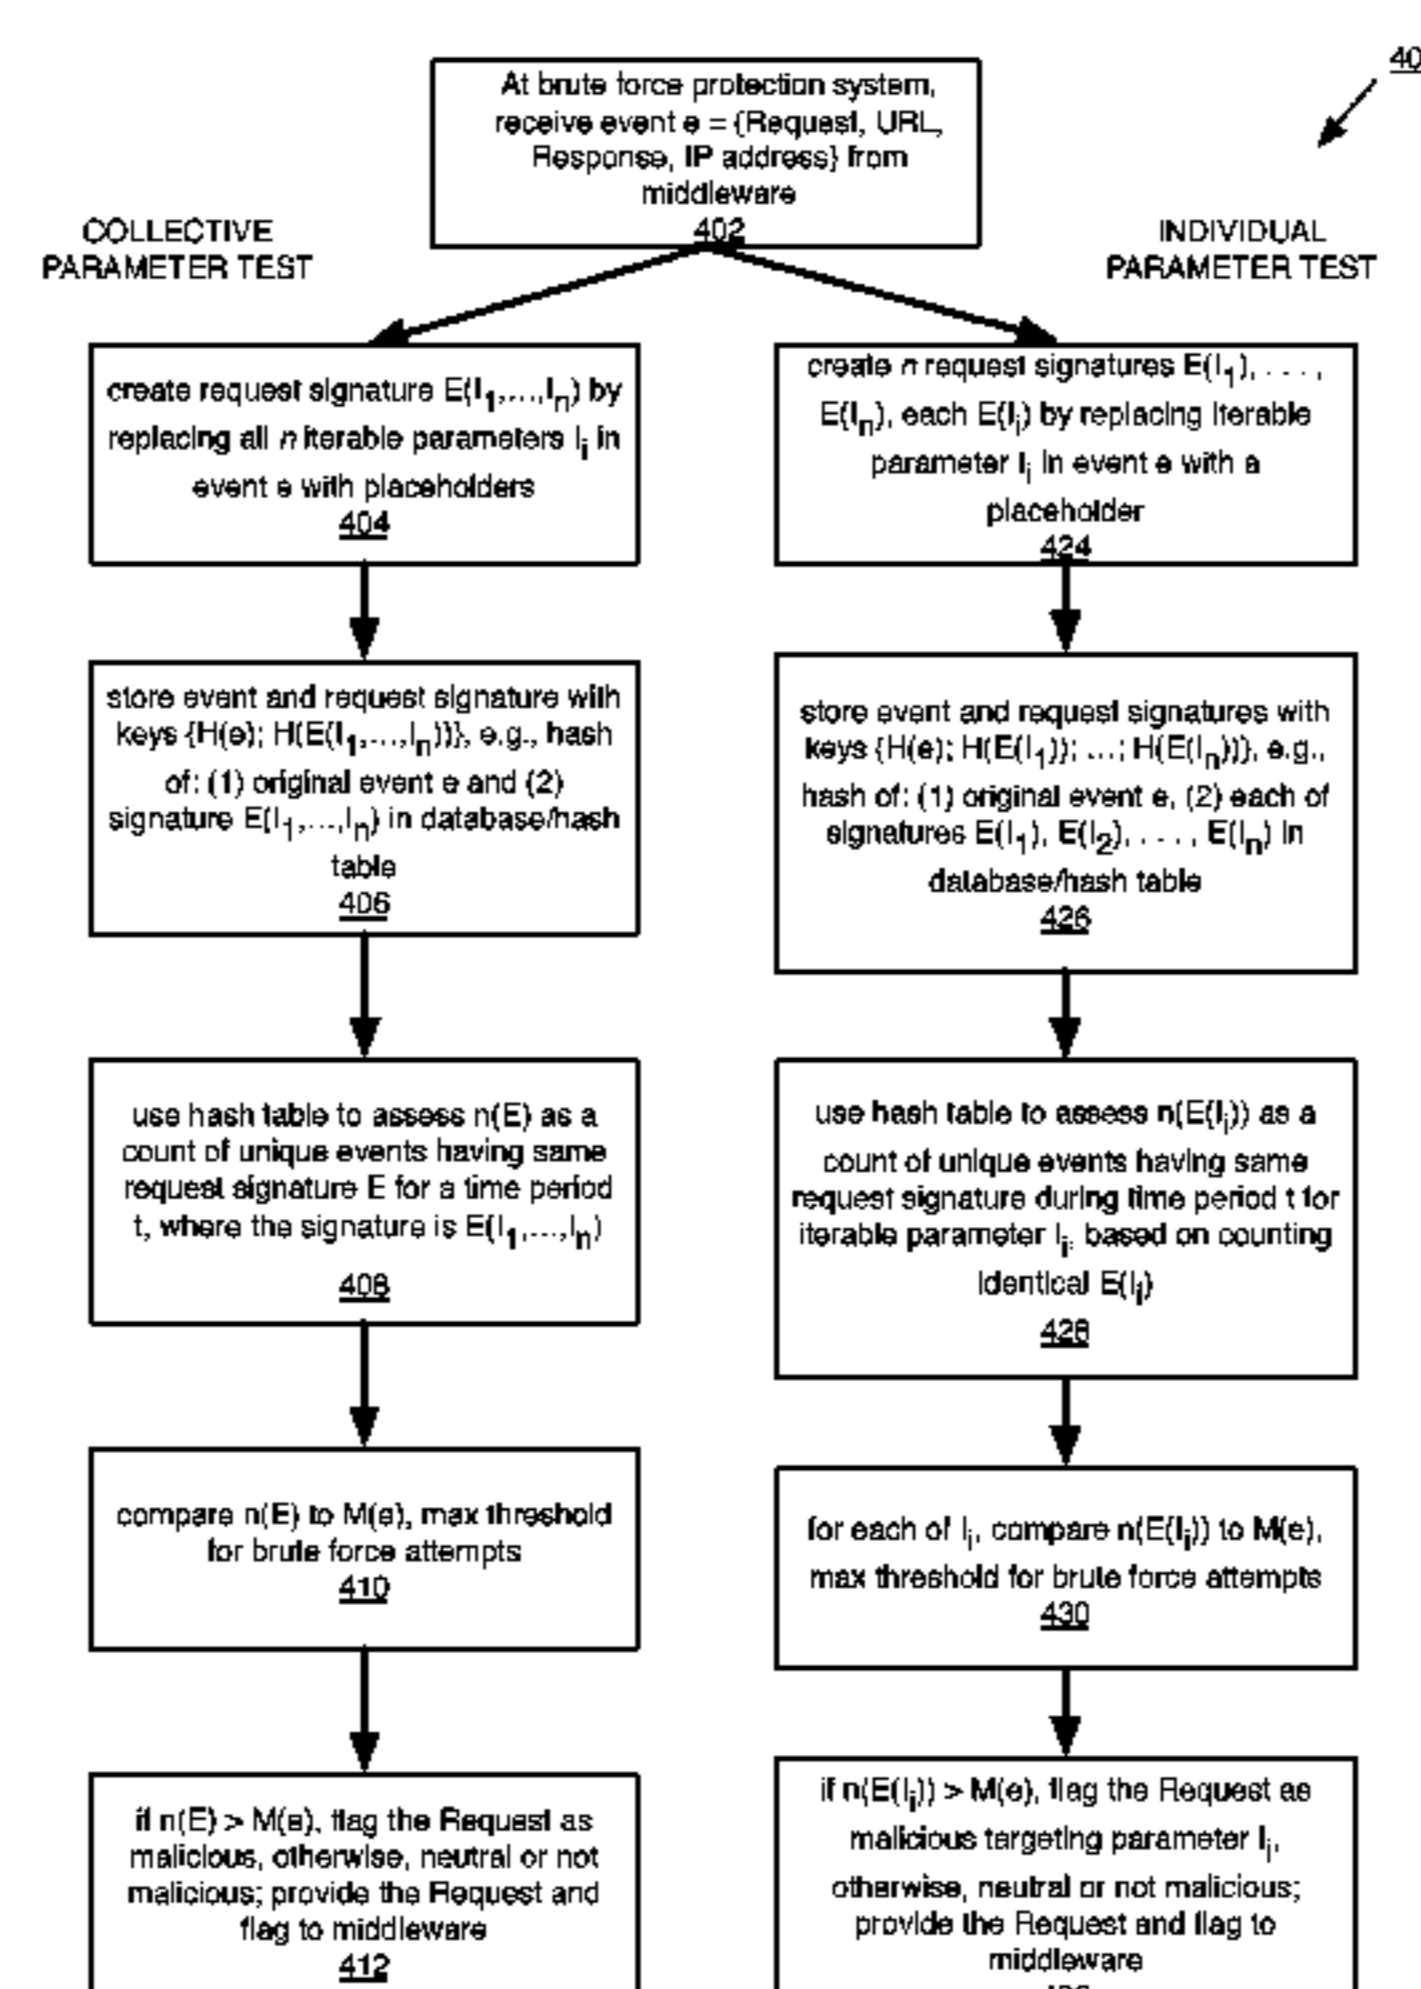 40
At brute force protection system,
receive event e = {Request, URL,
Response, IP address} from
middleware
402
COLLECTIVE
PARAMETER TEST
INDIVIDUAL
PARAMETER TEST
create request signature E(I1,...,In) by
replacing all n iterable parameters Ii in
event e with placeholders
404
store event and request signature with
keys {H(e); H(E(I1,...,In))}, e.g., hash
of: (1) original event e and (2)
signature E(I1,...,In) in database/hash
table
406
use hash table to assess n(E) as a
count of unique events having same
request signature E for a time period
t, where the signature is E(I1,...,In)
408
compare n(E) to M(e), max threshold
for brute force attempts
410
if n(E) > M(e), flag the Request as
malicious, otherwise, neutral or not
malicious; provide the Request and
flag to middleware
412
create n request signatures E(I1), . . . ,
E(In), each E(Ii) by replacing iterable
parameter Ii in event e with a
placeholder
424
store event and request signatures with
keys {H(e); H(E(I1)); ...; H(E(In))}, e.g.,
hash of: (1) original event e, (2) each of
signatures E(I1), E(I2), . . . , E(In) in
database/hash table
426
use hash table to assess n(E(Ii)) as a
count of unique events having same
request signature during time period t for
iterable parameter Ii, based on counting
identical E(Ii)
428
for each of Ii, compare n(E(Ii)) to M(e),
max threshold for brute force attempts
430
if n(E(Ii)) > M(e), flag the Request as
malicious targeting parameter Ii,
otherwise, neutral or not malicious;
provide the Request and flag to
middleware